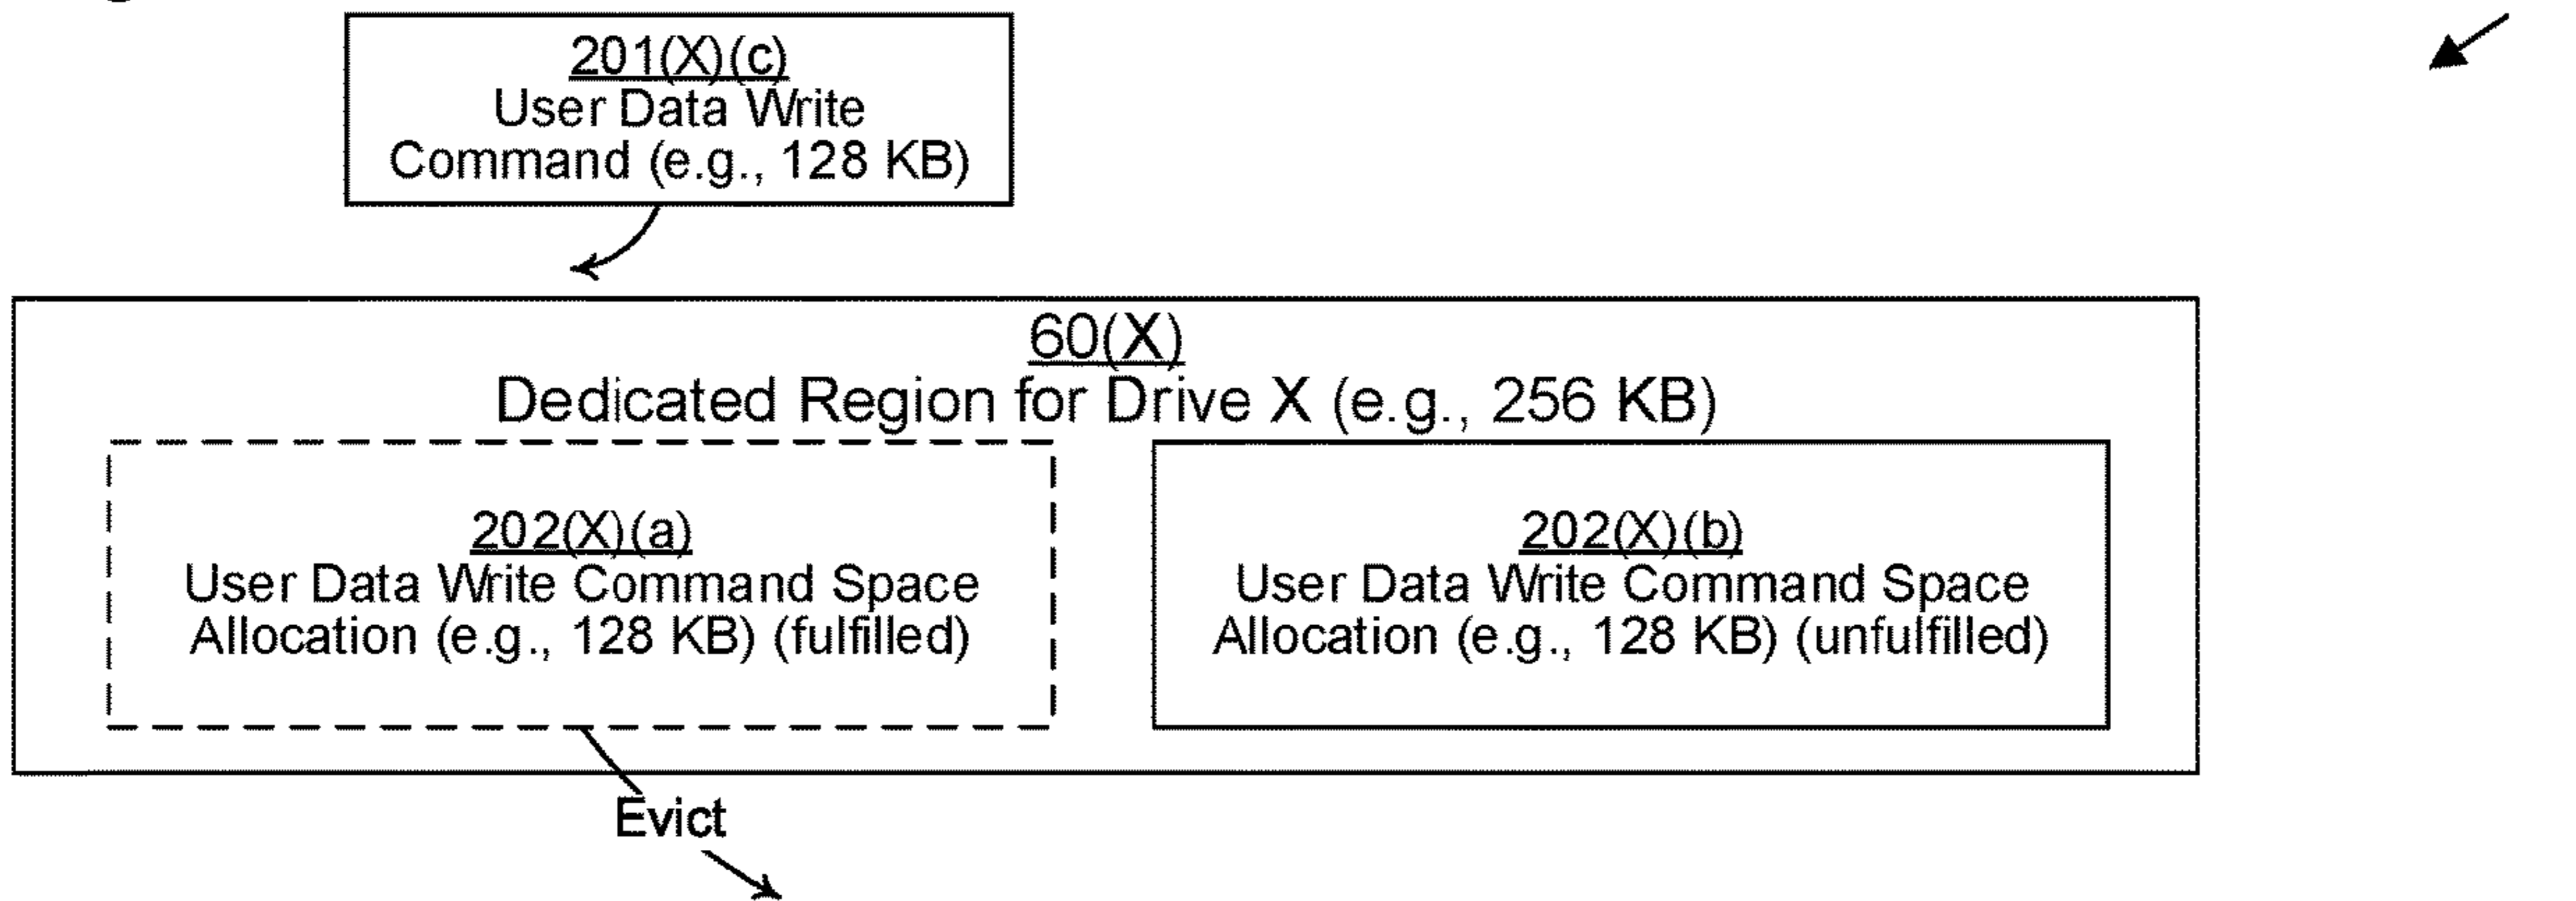 201(X)(c)
User Data Write
Command (e.g., 128 KB)
60(X)
Dedicated Region for Drive X (e.g., 256 KB)
202(X)(a)
User Data Write Command Space
Allocation (e.g., 128 KB) (fulfilled)
202(X)(b)
User Data Write Command Space
Allocation (e.g., 128 KB) (unfulfilled)
Evict